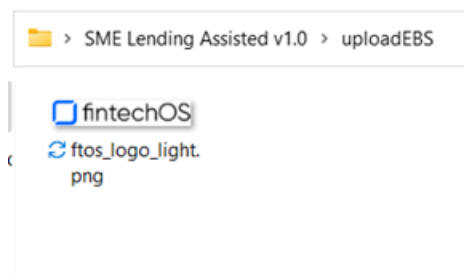 SME Lending Assisted v1.0 > uploadEBS
fintechOS
ftos_logo_light.
png